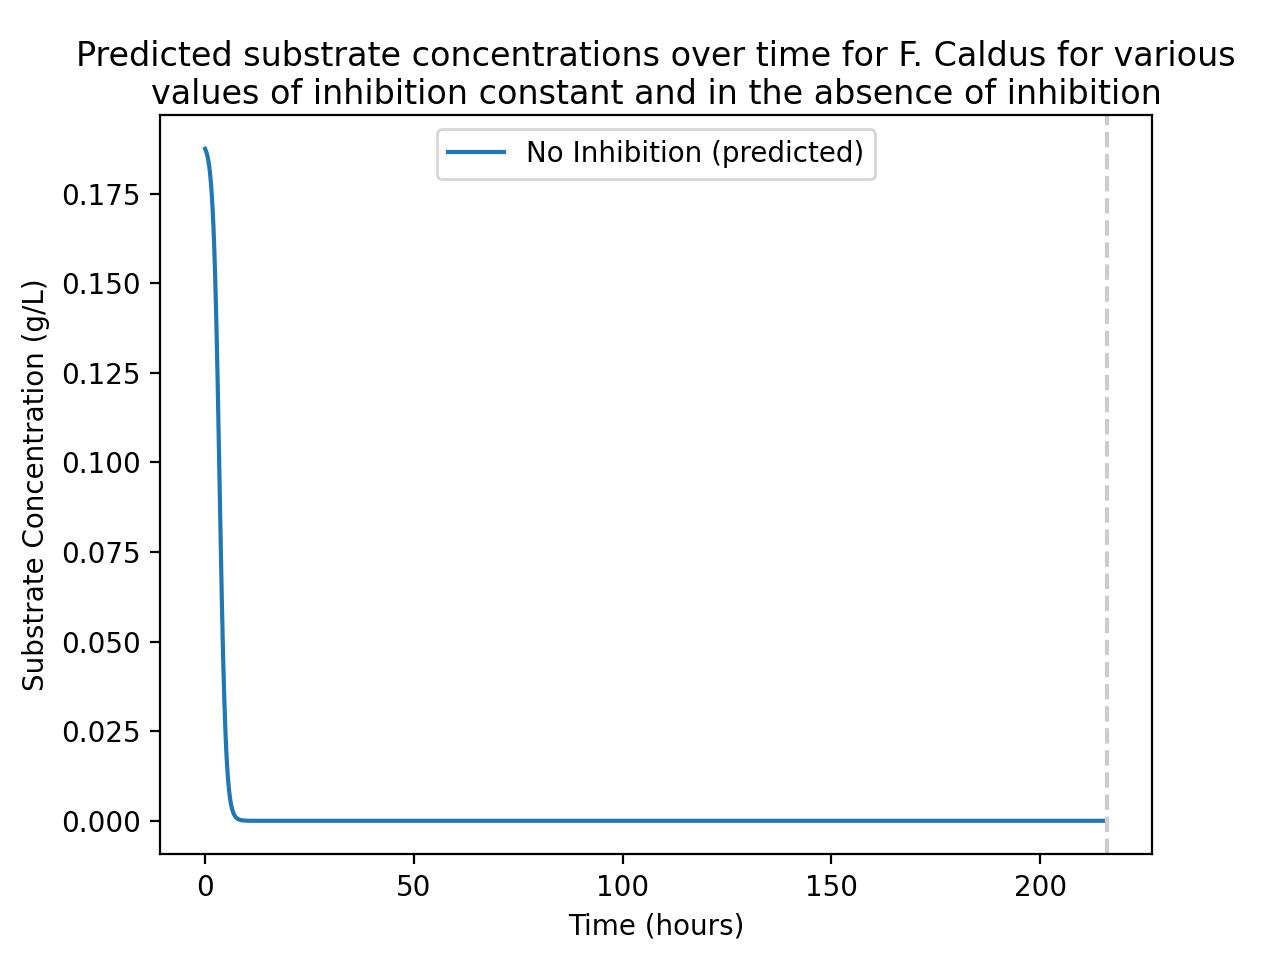 Predicted substrate concentrations over time for F. Caldus for various
values of inhibition constant and in the absence of inhibition
No Inhibition (predicted)
Substrate Concentration (g/L)
0.175
0.150
0.125
0.100
0.075
0.050
0.025
0.000
0
50
100
150
200
Time (hours)